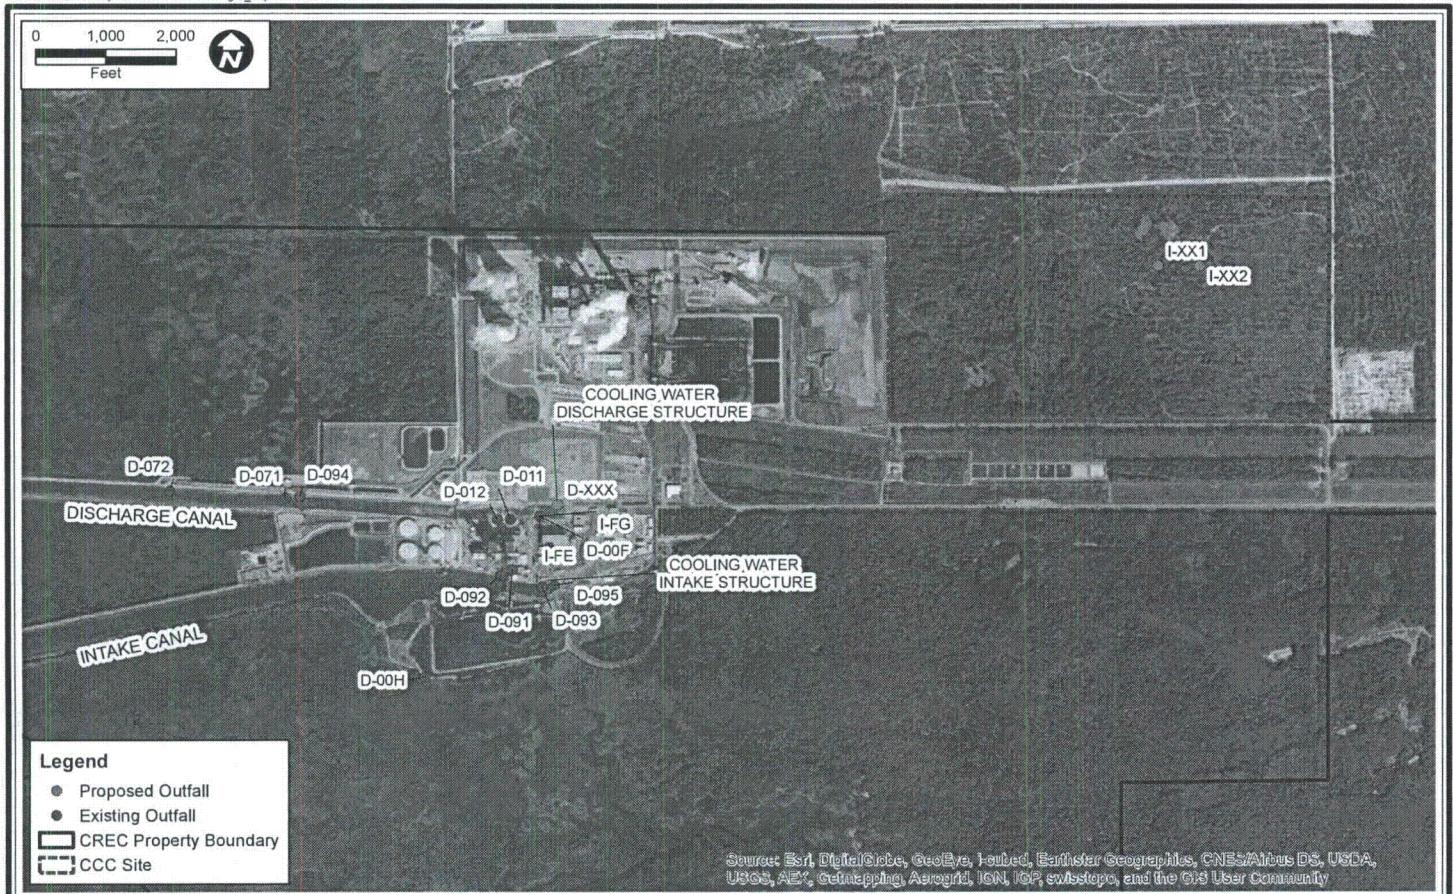 0 1,000 2,000
N
Feet
I-XX1
I-XX2
COOLING WATER
DISCHARGE STRUCTURE
D-072
D-071
D-094
D-011
D-012
D-XXX
DISCHARGE CANAL
I-FG
I-FE
D-00F
COOLING WATER
INTAKE STRUCTURE
D-092
D-095
D-091
D-093
INTAKE CANAL
D-00H
Legend
Proposed Outfall
Existing Outfall
CREC Property Boundary
CCC Site
Source: Esri, DigitalGlobe, GeoEye, i-cubed, Earthstar Geographics, CNES/Airbus DS, USDA,
USGS, AEX, Getmapping, Aerogrid, IGN, IGP, swisstopo, and the GIS User Community